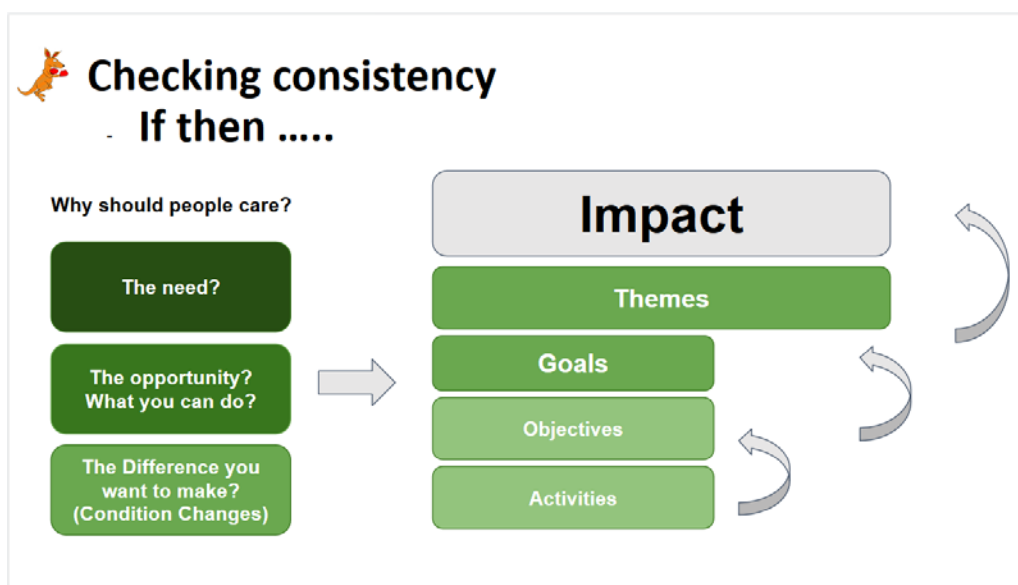 Checking consistency
- If then .....
Why should people care?
The need?
The opportunity?
What you can do?
The Difference you
want to make?
(Condition Changes)
Impact
Themes
Goals
Objectives
Activities